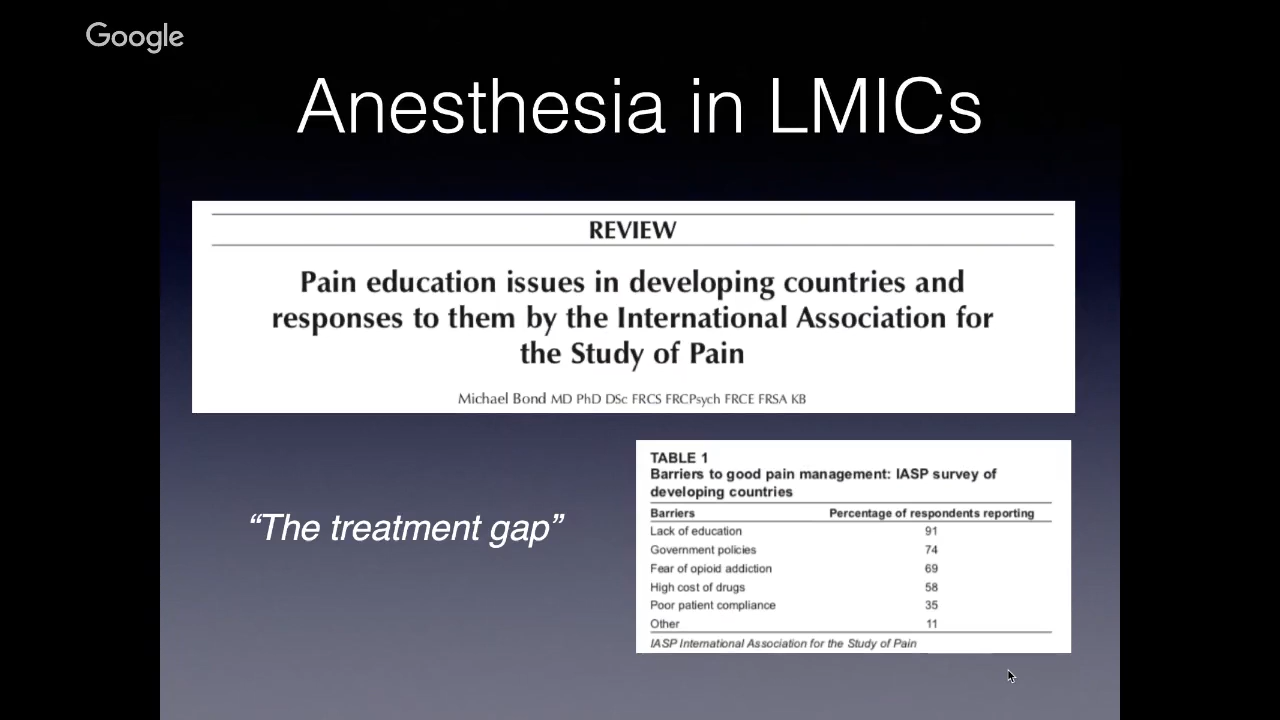 Google
Anesthesia in LMICs
REVIEW
Pain education issues in developing countries and
responses to them by the International Association for
the Study of Pain
Michael Bond MD PhD DSc FRCS FRCPsych FRCE FRSA KB
“The treatment gap”
TABLE 1
Barriers to good pain management: IASP survey of
developing countries
Barriers Percentage of respondents reporting
Lack of education 91
Government policies 74
Fear of opioid addiction 69
High cost of drugs 58
Poor patient compliance 35
Other 11
IASP International Association for the Study of Pain